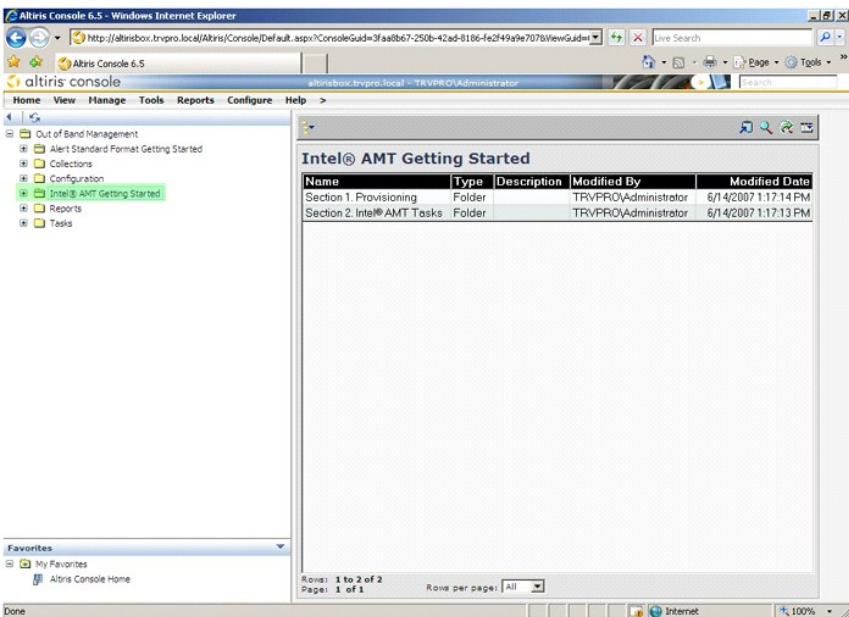 Altiris Console 6.5 - Windows Internet Explorer
http://altirisbox.trvpro.local/Altiris/Console/Default.aspx?ConsoleGuid=3faa8b67-250b-42ad-8186-fe2f49a9e707&ViewGuid=
Live Search
Altiris Console 6.5
Page
Tools
altiris console
altirisbox.trvpro.local - TRVPRO\Administrator
Search
Home View Manage Tools Reports Configure Help >
Out of Band Management
Alert Standard Format Getting Started
Collections
Configuration
Intel® AMT Getting Started
Reports
Tasks
Intel® AMT Getting Started
Name Type Description Modified By Modified Date
Section 1. Provisioning Folder TRVPRO\Administrator 6/14/2007 1:17:14 PM
Section 2. Intel® AMT Tasks Folder TRVPRO\Administrator 6/14/2007 1:17:13 PM
Favorites
My Favorites
Altiris Console Home
Rows: 1 to 2 of 2
Page: 1 of 1
Rows per page: All
Done
Internet
100%